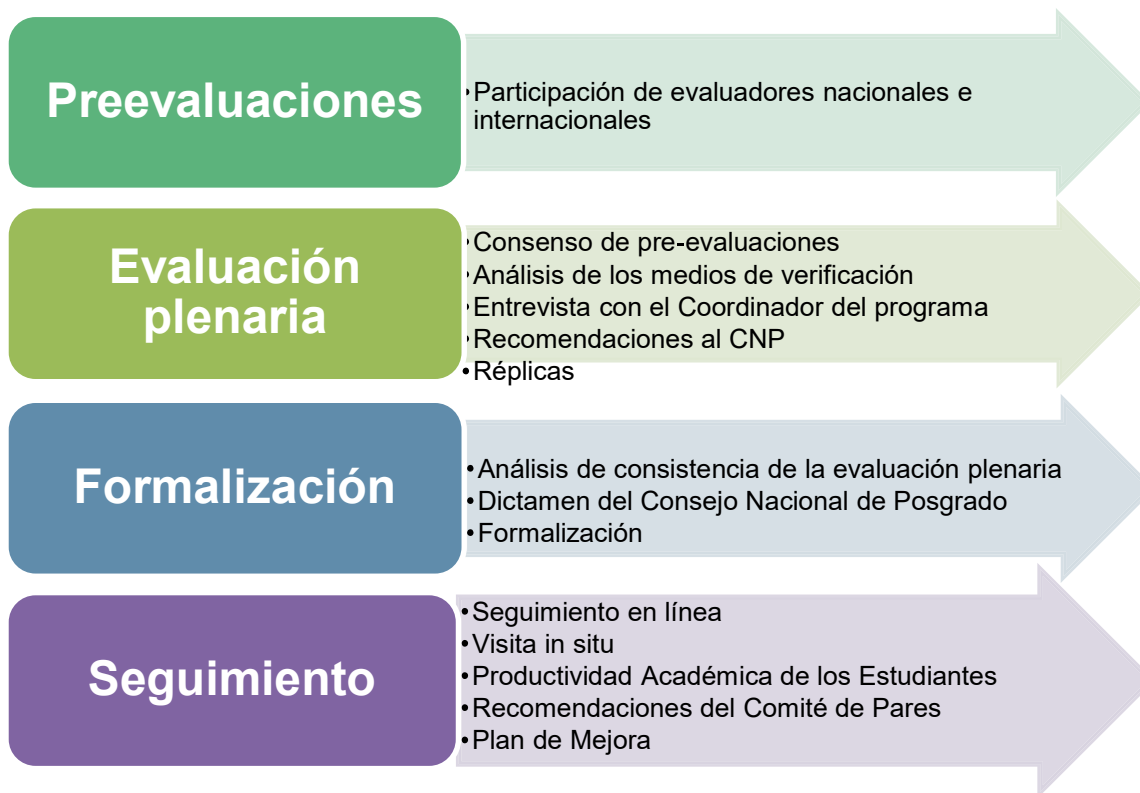 Preevaluaciones
•Participación de evaluadores nacionales e
internacionales
Evaluación
plenaria
•Consenso de pre-evaluaciones
•Análisis de los medios de verificación
•Entrevista con el Coordinador del programa
•Recomendaciones al CNP
•Réplicas
Formalización
•Análisis de consistencia de la evaluación plenaria
•Dictamen del Consejo Nacional de Posgrado
•Formalización
Seguimiento
•Seguimiento en línea
•Visita in situ
•Productividad Académica de los Estudiantes
•Recomendaciones del Comité de Pares
•Plan de Mejora